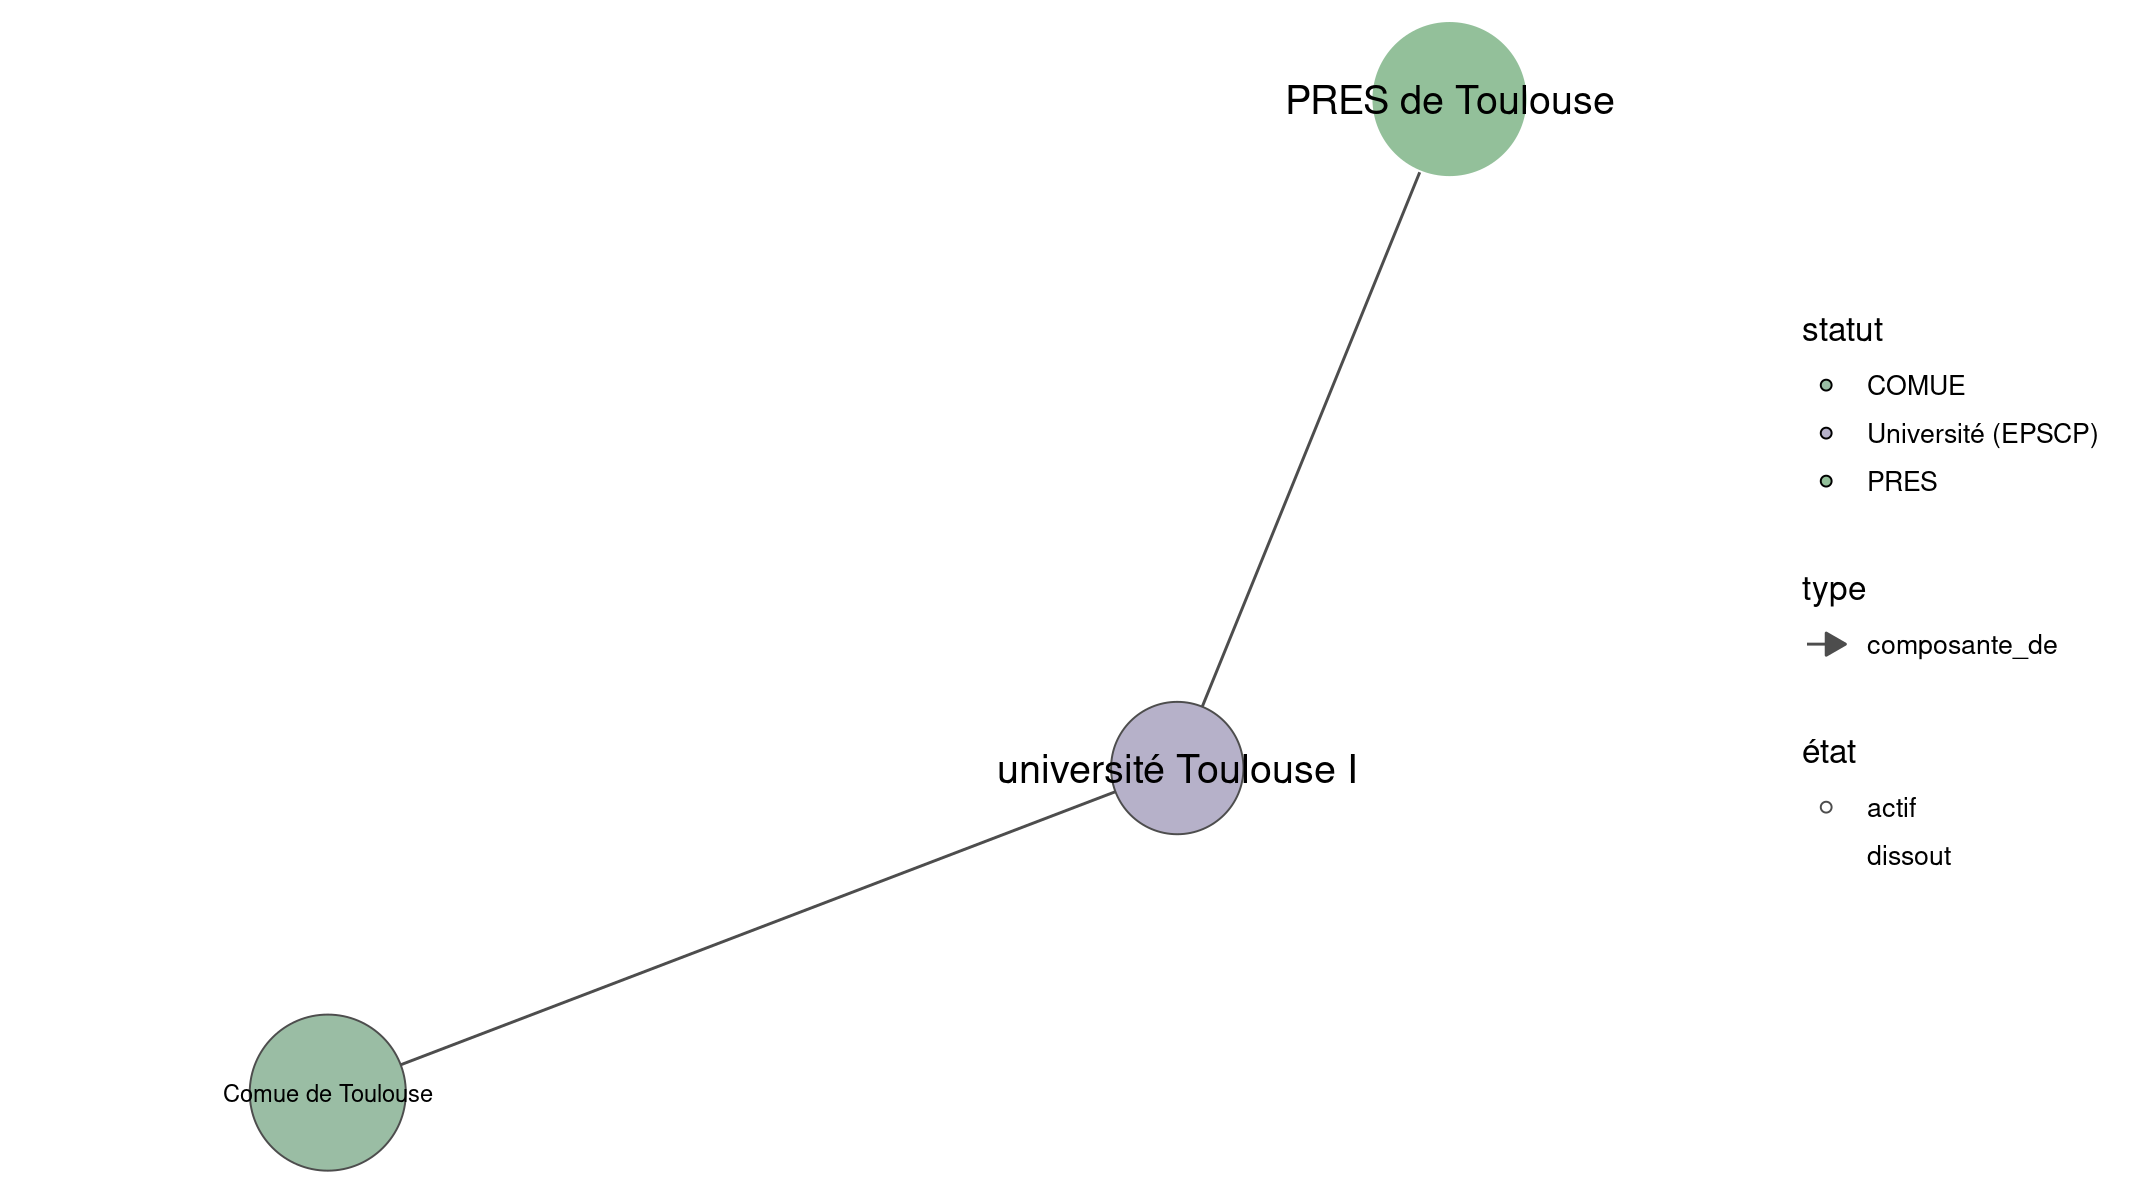 PRES de Toulouse
université Toulouse I
Comue de Toulouse
statut
COMUE
Université (EPSCP)
PRES
type
composante_de
état
actif
dissout